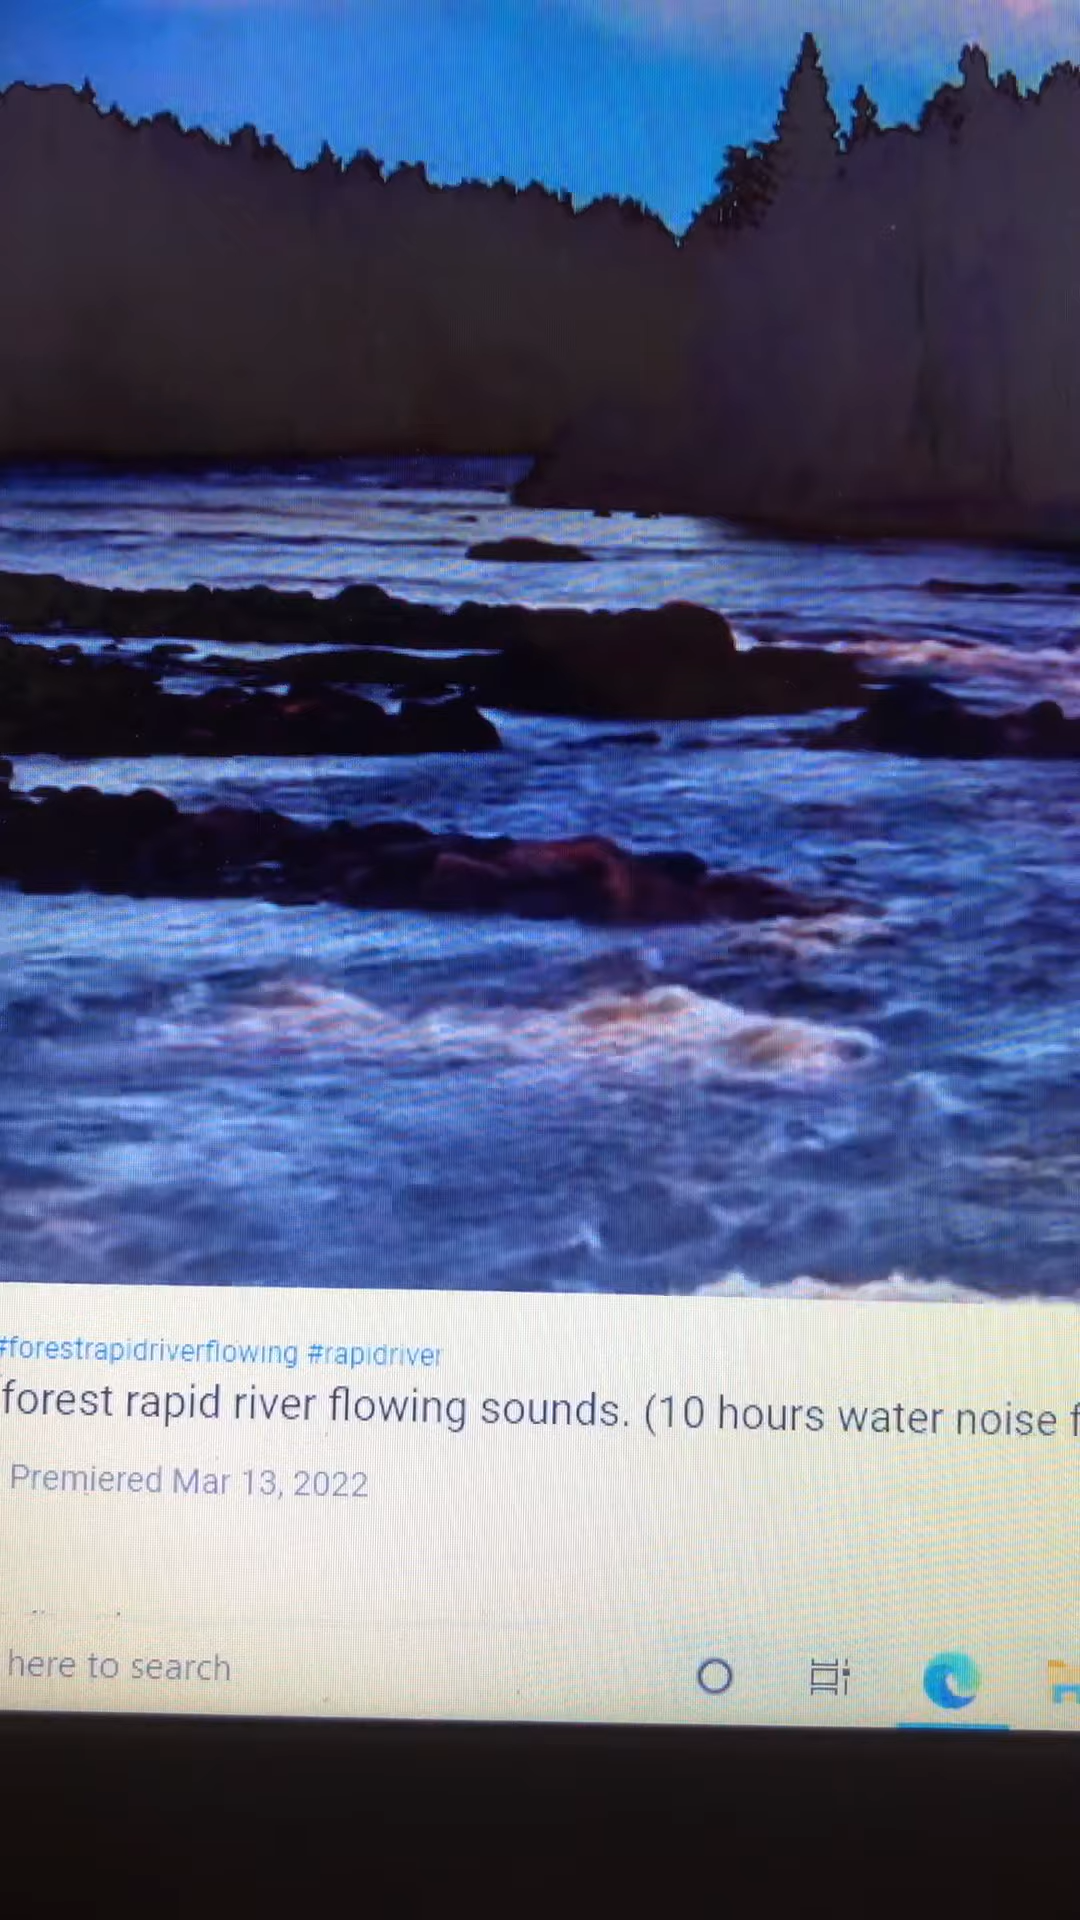 #forestrapidriverflowing #rapidriver
forest rapid river flowing sounds. (10 hours water noise f
Premiered Mar 13, 2022
here to search